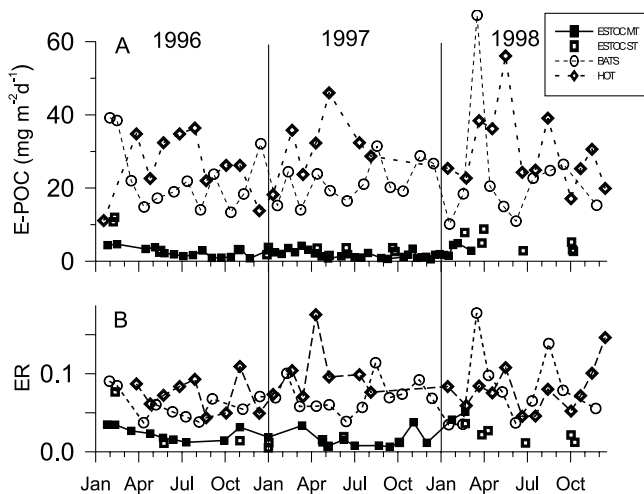 1996
1997
1998
ESTOC MT
ESTOC ST
BATS
HOT
A
E-POC (mg m⁻²d⁻¹)
60
40
20
0
B
ER
0.1
0.0
Jan Apr Jul Oct Jan Apr Jul Oct Jan Apr Jul Oct